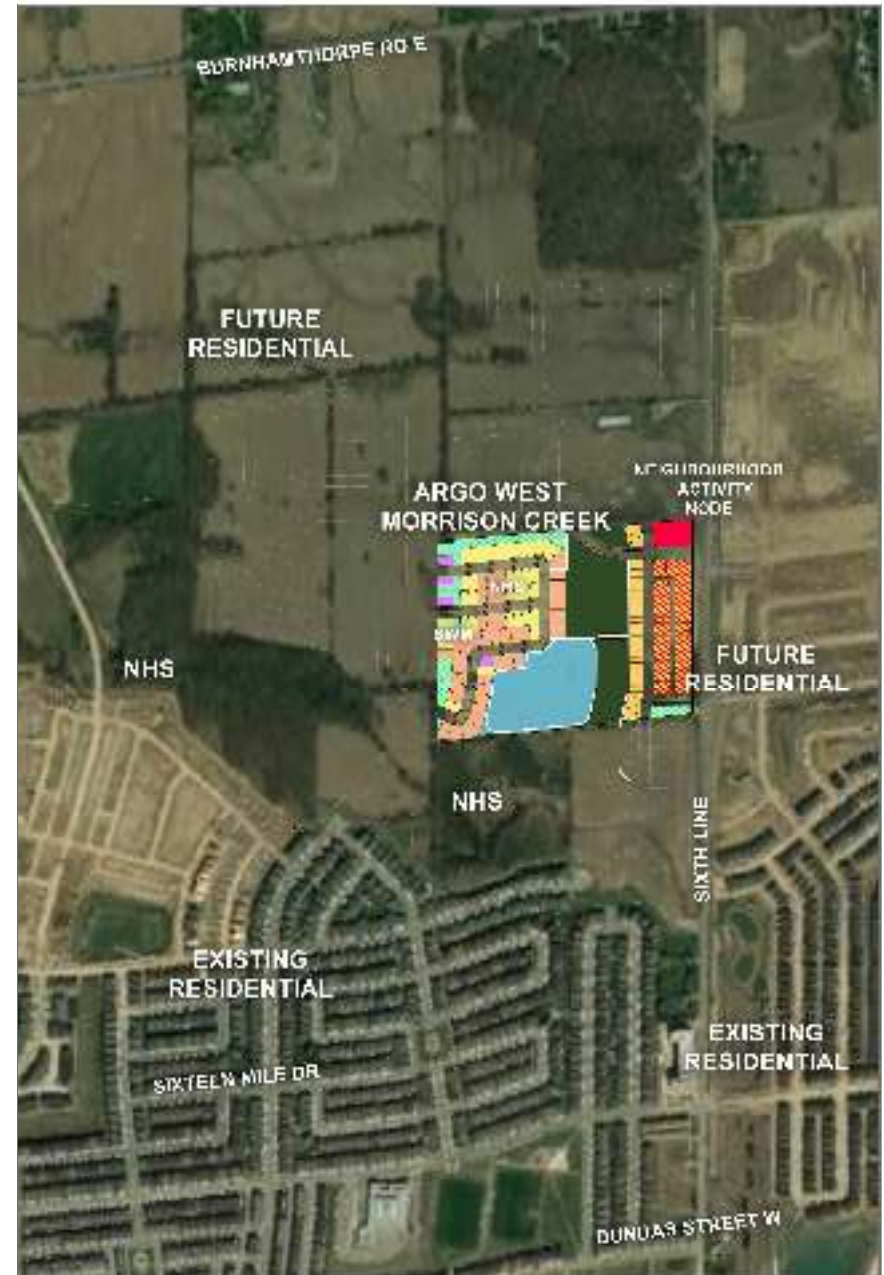 BURNHAMTHORPE RD E
FUTURE
RESIDENTIAL
NEIGHBOURHOOD
ACTIVITY
NODE
ARGO WEST
MORRISON CREEK
NHS
SWM
NHS
FUTURE
RESIDENTIAL
NHS
SIXTH LINE
EXISTING
RESIDENTIAL
EXISTING
RESIDENTIAL
SIXTEEN MILE DR
DUNDAS STREET W